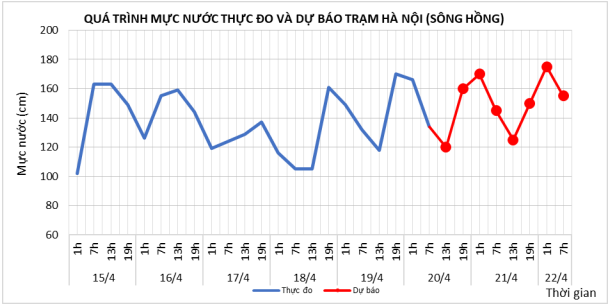 QUÁ TRÌNH MỰC NƯỚC THỰC ĐO VÀ DỰ BÁO TRẠM HÀ NỘI (SÔNG HỒNG)
Mực nước (cm)
200
180
160
140
120
100
80
60
1h 7h 13h 19h 1h 7h 13h 19h 1h 7h 13h 19h 1h 7h 13h 19h 1h 7h 13h 19h 1h 7h 13h 19h 1h 7h 13h 19h 1h 7h
15/4 16/4 17/4 18/4 19/4 20/4 21/4 22/4
Thực đo Dự báo Thời gian